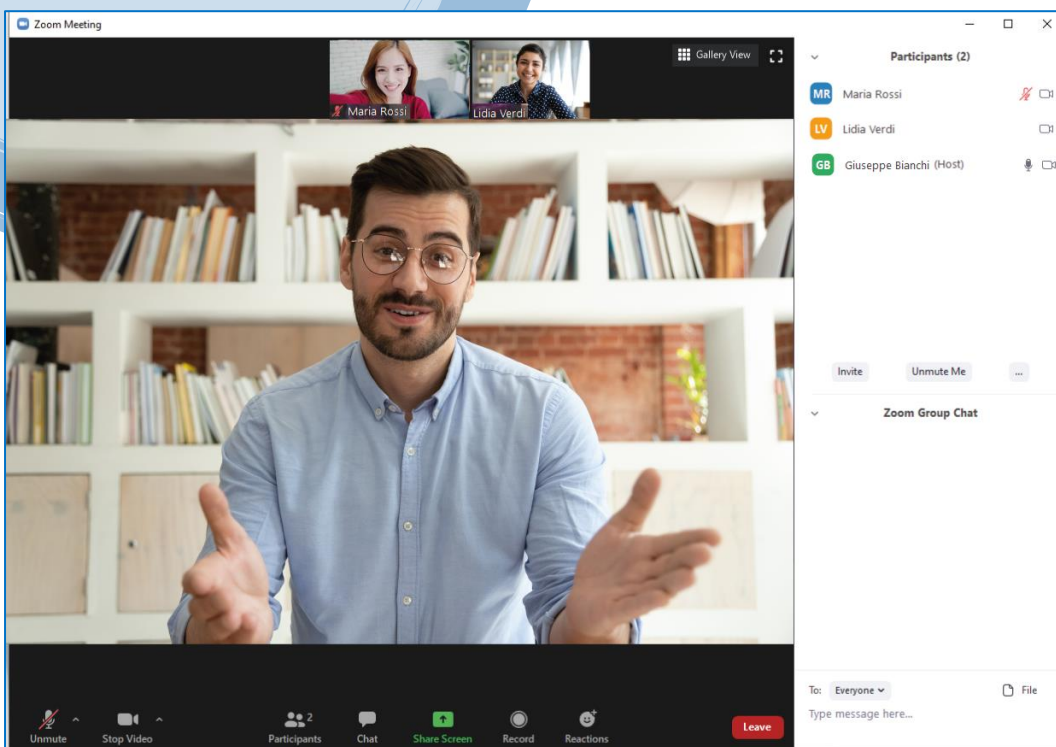 Zoom Meeting
Maria Rossi
Lidia Verdi
Gallery View
Participants (2)
MR Maria Rossi
LV Lidia Verdi
GB Giuseppe Bianchi (Host)
Invite Unmute Me ...
Zoom Group Chat
To: Everyone File
Type message here...
Unmute Stop Video Participants 2 Chat Share Screen Record Reactions Leave